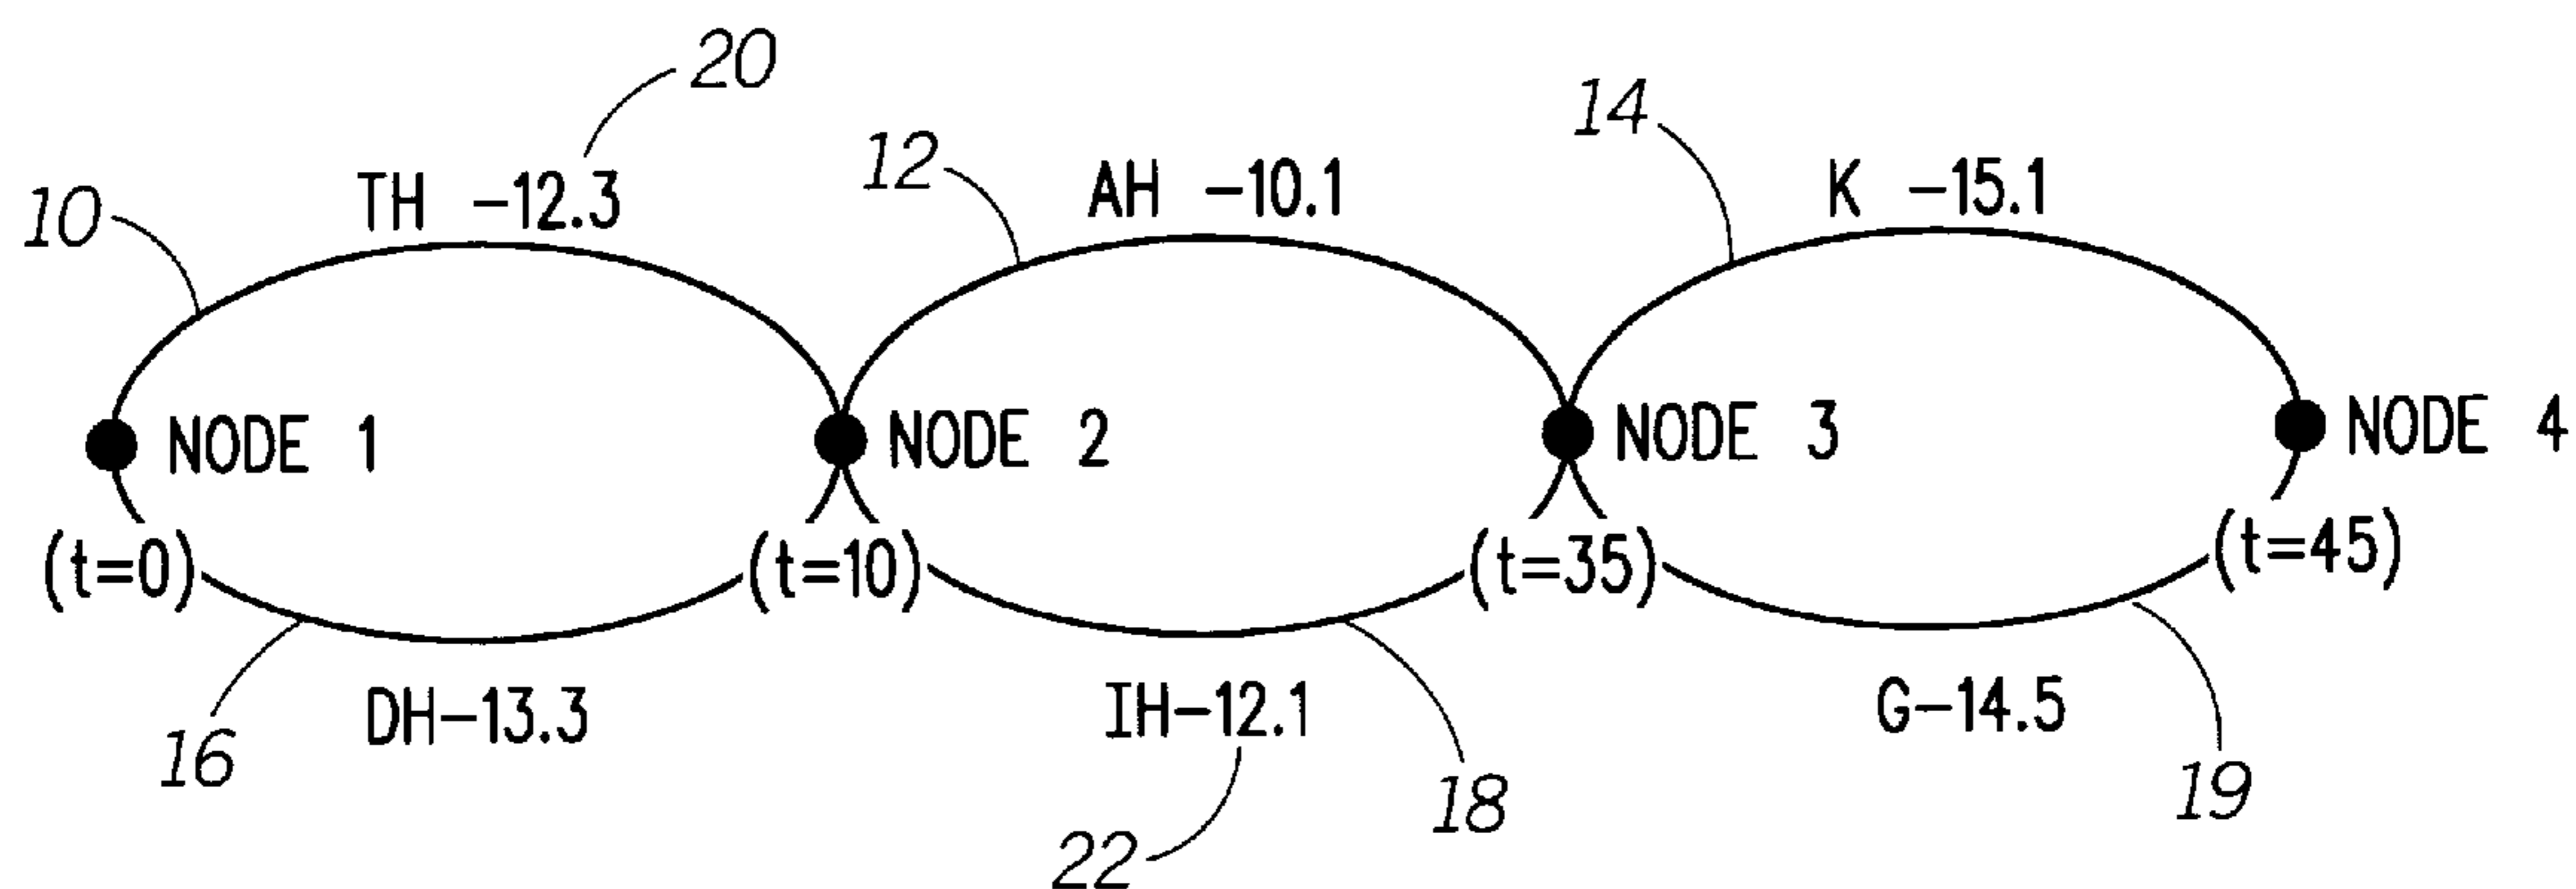 20
14
12
10
TH -12.3
AH -10.1
K -15.1
NODE 1
NODE 2
NODE 3
NODE 4
(t=0)
(t=10)
(t=35)
(t=45)
DH-13.3
IH-12.1
G-14.5
16
18
19
22